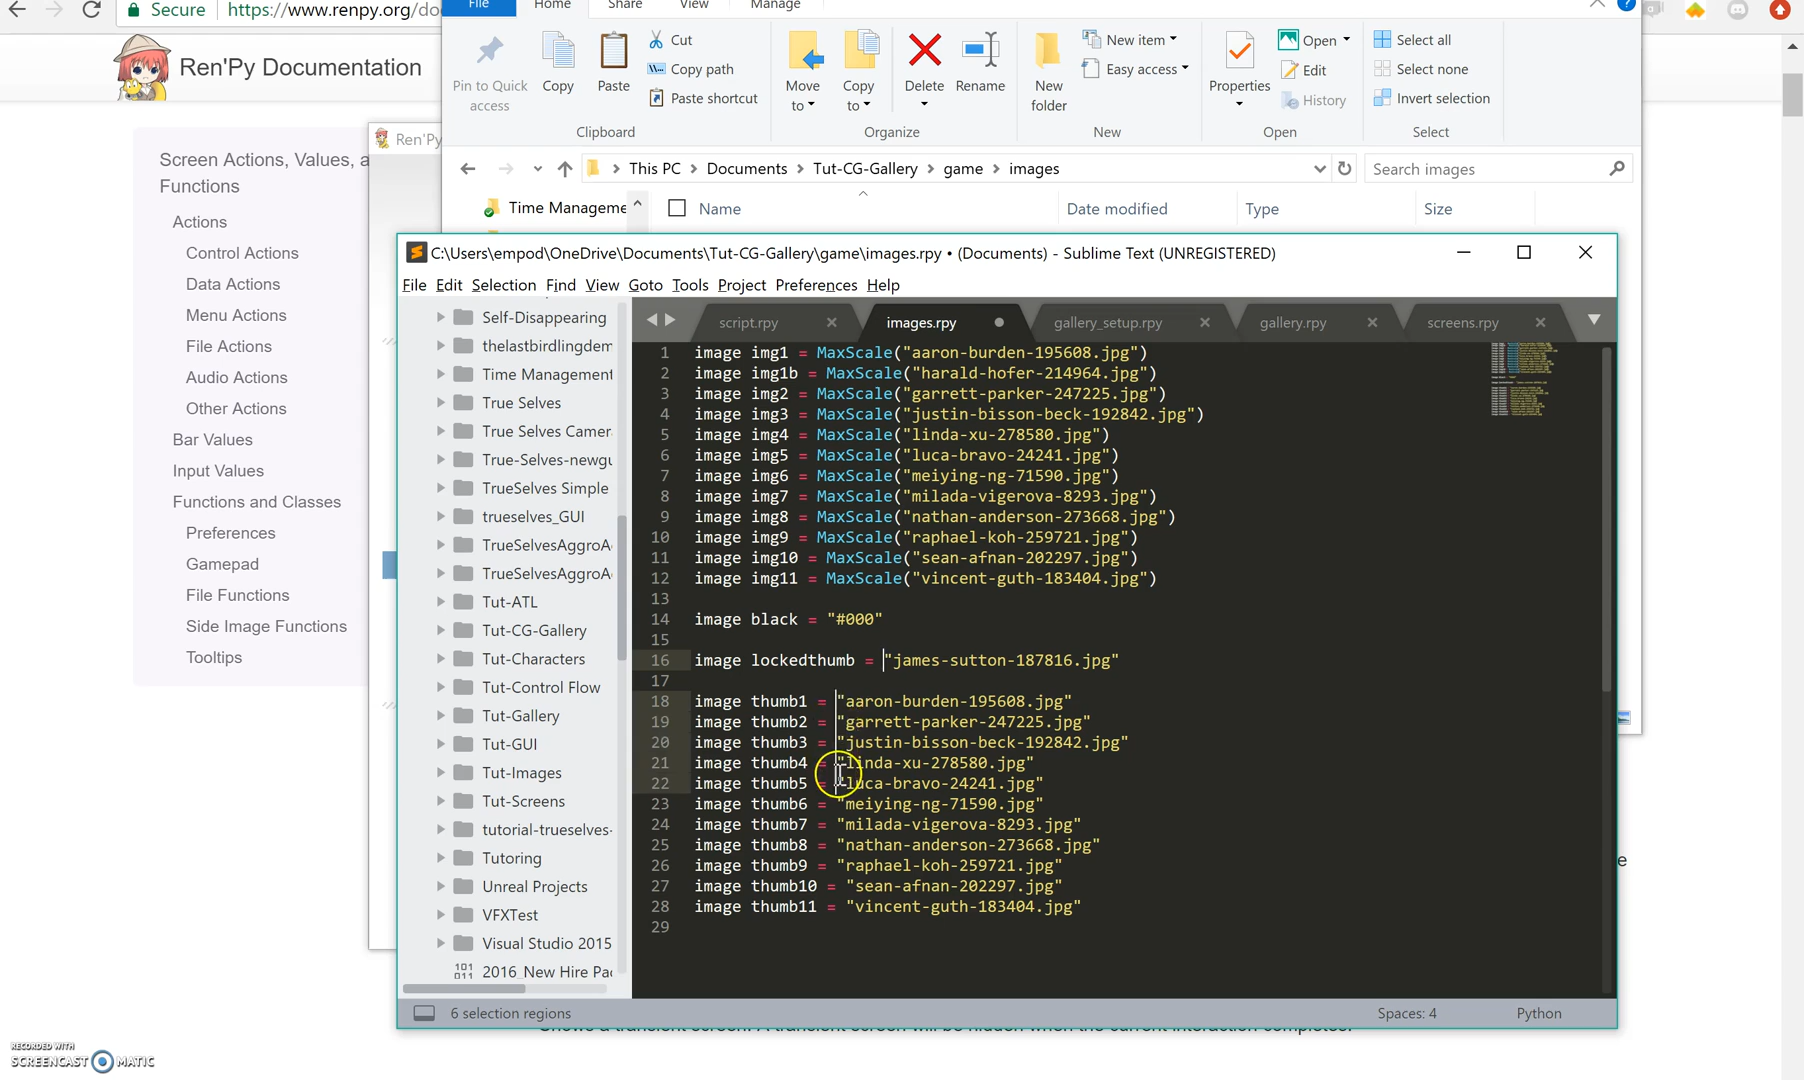 Secure https://www.renpy.org/do
File Home Share View Manage
Ren'Py Documentation
Pin to Quick access
Copy
Paste
Cut
Copy path
Paste shortcut
Move to
Copy to
Delete
Rename
New folder
New item
Easy access
Properties
Open
Edit
History
Select all
Select none
Invert selection
Clipboard Organize New Open Select
Ren'Py
This PC Documents Tut-CG-Gallery game images
Search images
Time Manageme
Name Date modified Type Size
Screen Actions, Values, a
Functions
Actions
Control Actions
Data Actions
Menu Actions
File Actions
Audio Actions
Other Actions
Bar Values
Input Values
Functions and Classes
Preferences
Gamepad
File Functions
Side Image Functions
Tooltips
C:\Users\empod\OneDrive\Documents\Tut-CG-Gallery\game\images.rpy • (Documents) - Sublime Text (UNREGISTERED)
File Edit Selection Find View Goto Tools Project Preferences Help
Self-Disappearing
thelastbirdlingdem
Time Management
True Selves
True Selves Camer
True-Selves-newgu
TrueSelves Simple
trueselves_GUI
TrueSelvesAggroA
TrueSelvesAggroA
Tut-ATL
Tut-CG-Gallery
Tut-Characters
Tut-Control Flow
Tut-Gallery
Tut-GUI
Tut-Images
Tut-Screens
tutorial-trueselves-
Tutoring
Unreal Projects
VFXTest
Visual Studio 2015
2016_New Hire Pac
script.rpy images.rpy gallery_setup.rpy gallery.rpy screens.rpy
1 image img1 = MaxScale("aaron-burden-195608.jpg")
2 image img1b = MaxScale("harald-hofer-214964.jpg")
3 image img2 = MaxScale("garrett-parker-247225.jpg")
4 image img3 = MaxScale("justin-bisson-beck-192842.jpg")
5 image img4 = MaxScale("linda-xu-278580.jpg")
6 image img5 = MaxScale("luca-bravo-24241.jpg")
7 image img6 = MaxScale("meiying-ng-71590.jpg")
8 image img7 = MaxScale("milada-vigerova-8293.jpg")
9 image img8 = MaxScale("nathan-anderson-273668.jpg")
10 image img9 = MaxScale("raphael-koh-259721.jpg")
11 image img10 = MaxScale("sean-afnan-202297.jpg")
12 image img11 = MaxScale("vincent-guth-183404.jpg")
13
14 image black = "#000"
15
16 image lockedthumb = "james-sutton-187816.jpg"
17
18 image thumb1 = "aaron-burden-195608.jpg"
19 image thumb2 = "garrett-parker-247225.jpg"
20 image thumb3 = "justin-bisson-beck-192842.jpg"
21 image thumb4 = "linda-xu-278580.jpg"
22 image thumb5 = "luca-bravo-24241.jpg"
23 image thumb6 = "meiying-ng-71590.jpg"
24 image thumb7 = "milada-vigerova-8293.jpg"
25 image thumb8 = "nathan-anderson-273668.jpg"
26 image thumb9 = "raphael-koh-259721.jpg"
27 image thumb10 = "sean-afnan-202297.jpg"
28 image thumb11 = "vincent-guth-183404.jpg"
29
6 selection regions Spaces: 4 Python
Shows a transient screen. A transient screen will be hidden when the current interaction completes.
RECORDED WITH
SCREENCAST MATIC